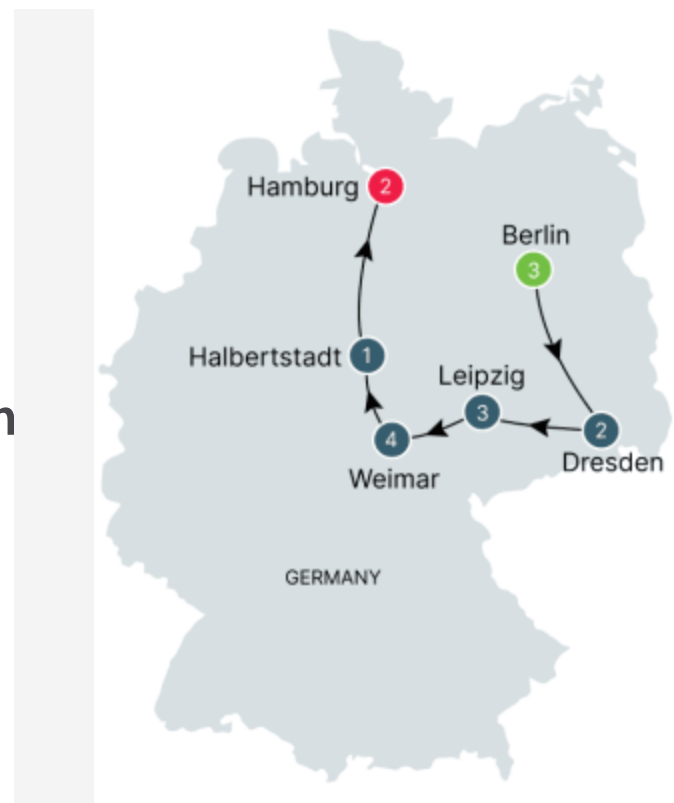 Hamburg 2
Berlin
3
Halbertstadt 1
Leipzig
3
2
4
Dresden
Weimar
n
GERMANY